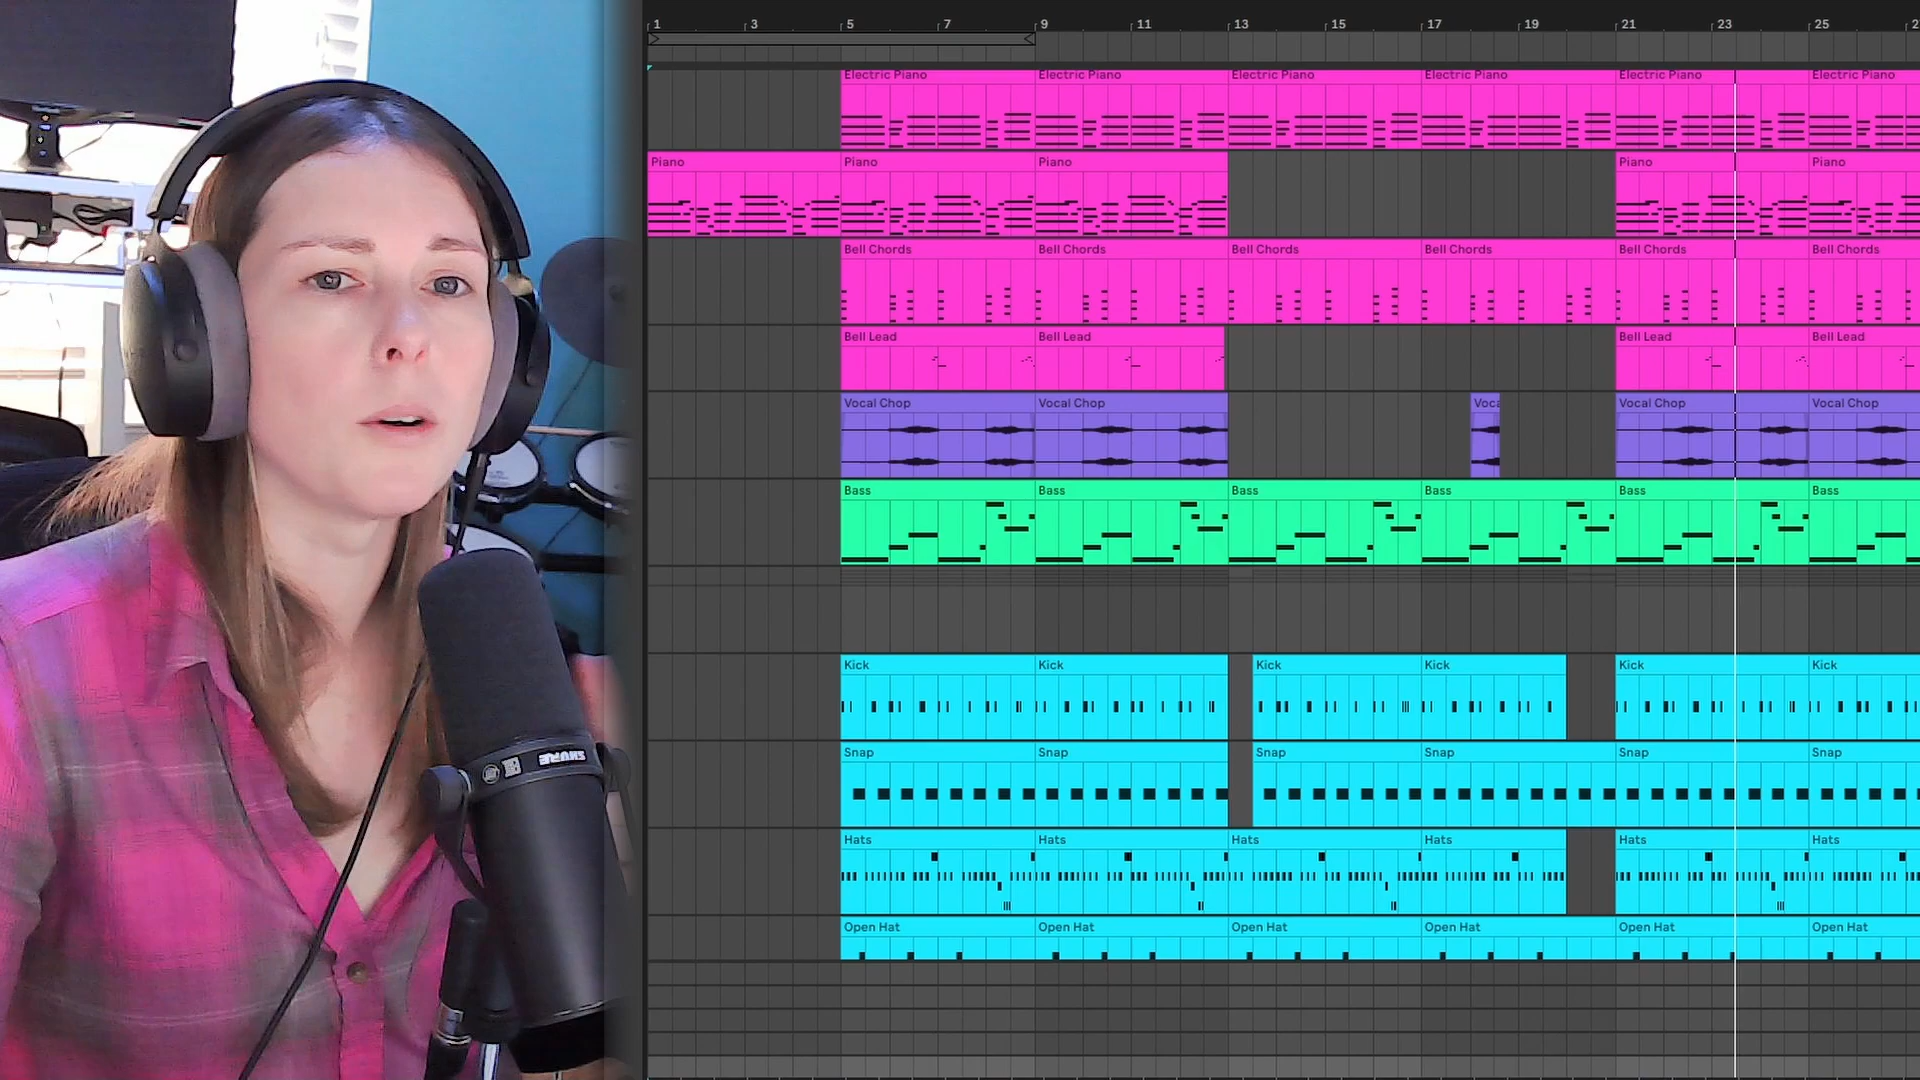 1 3 5 7 9 11 13 15 17 19 21 23 25
Electric Piano Electric Piano Electric Piano Electric Piano Electric Piano Electric Piano
Piano Piano Piano Piano Piano
Bell Chords Bell Chords Bell Chords Bell Chords Bell Chords Bell Chords
Bell Lead Bell Lead Bell Lead Bell Lead
Vocal Chop Vocal Chop Voca Vocal Chop Vocal Chop
Bass Bass Bass Bass Bass Bass
Kick Kick Kick Kick Kick Kick
Snap Snap Snap Snap Snap Snap
Hats Hats Hats Hats Hats Hats
Open Hat Open Hat Open Hat Open Hat Open Hat Open Hat
SHURE